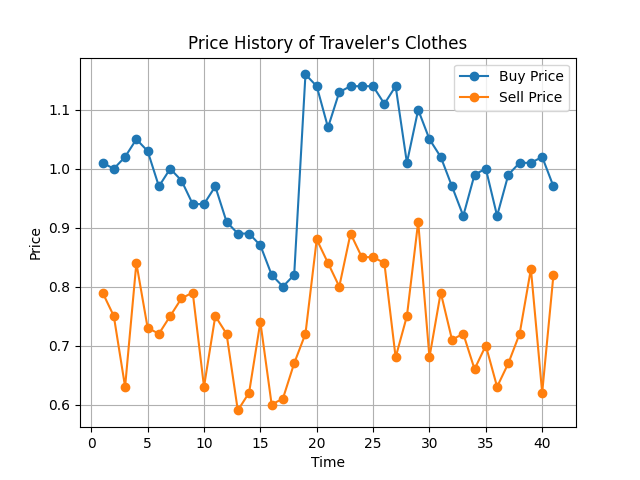 Price History of Traveler's Clothes
Buy Price
Sell Price
1.1
1.0
0.9
0.8
0.7
0.6
Price
0 5 10 15 20 25 30 35 40
Time